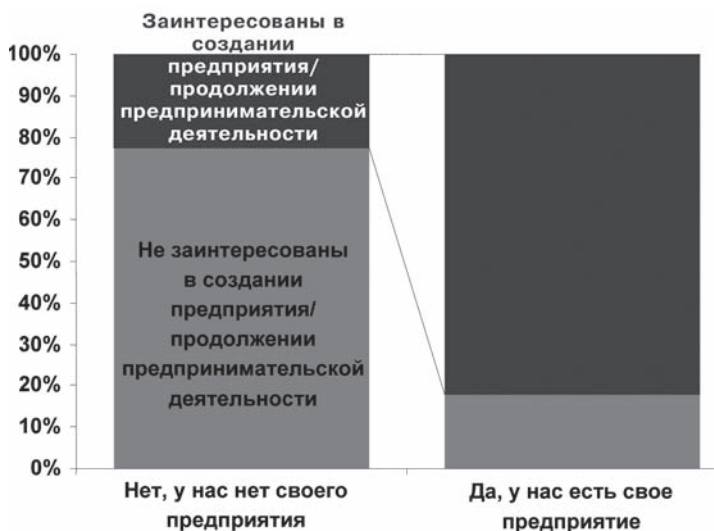 Заинтересованы в
создании
предприятия/
продолжении
предпринимательской
деятельности
100%
90%
80%
70%
60%
50%
40%
30%
20%
10%
0%
Не заинтересованы
в создании
предприятия/
продолжении
предпринимательской
деятельности
Нет, у нас нет своего
предприятия
Да, у нас есть свое
предприятие